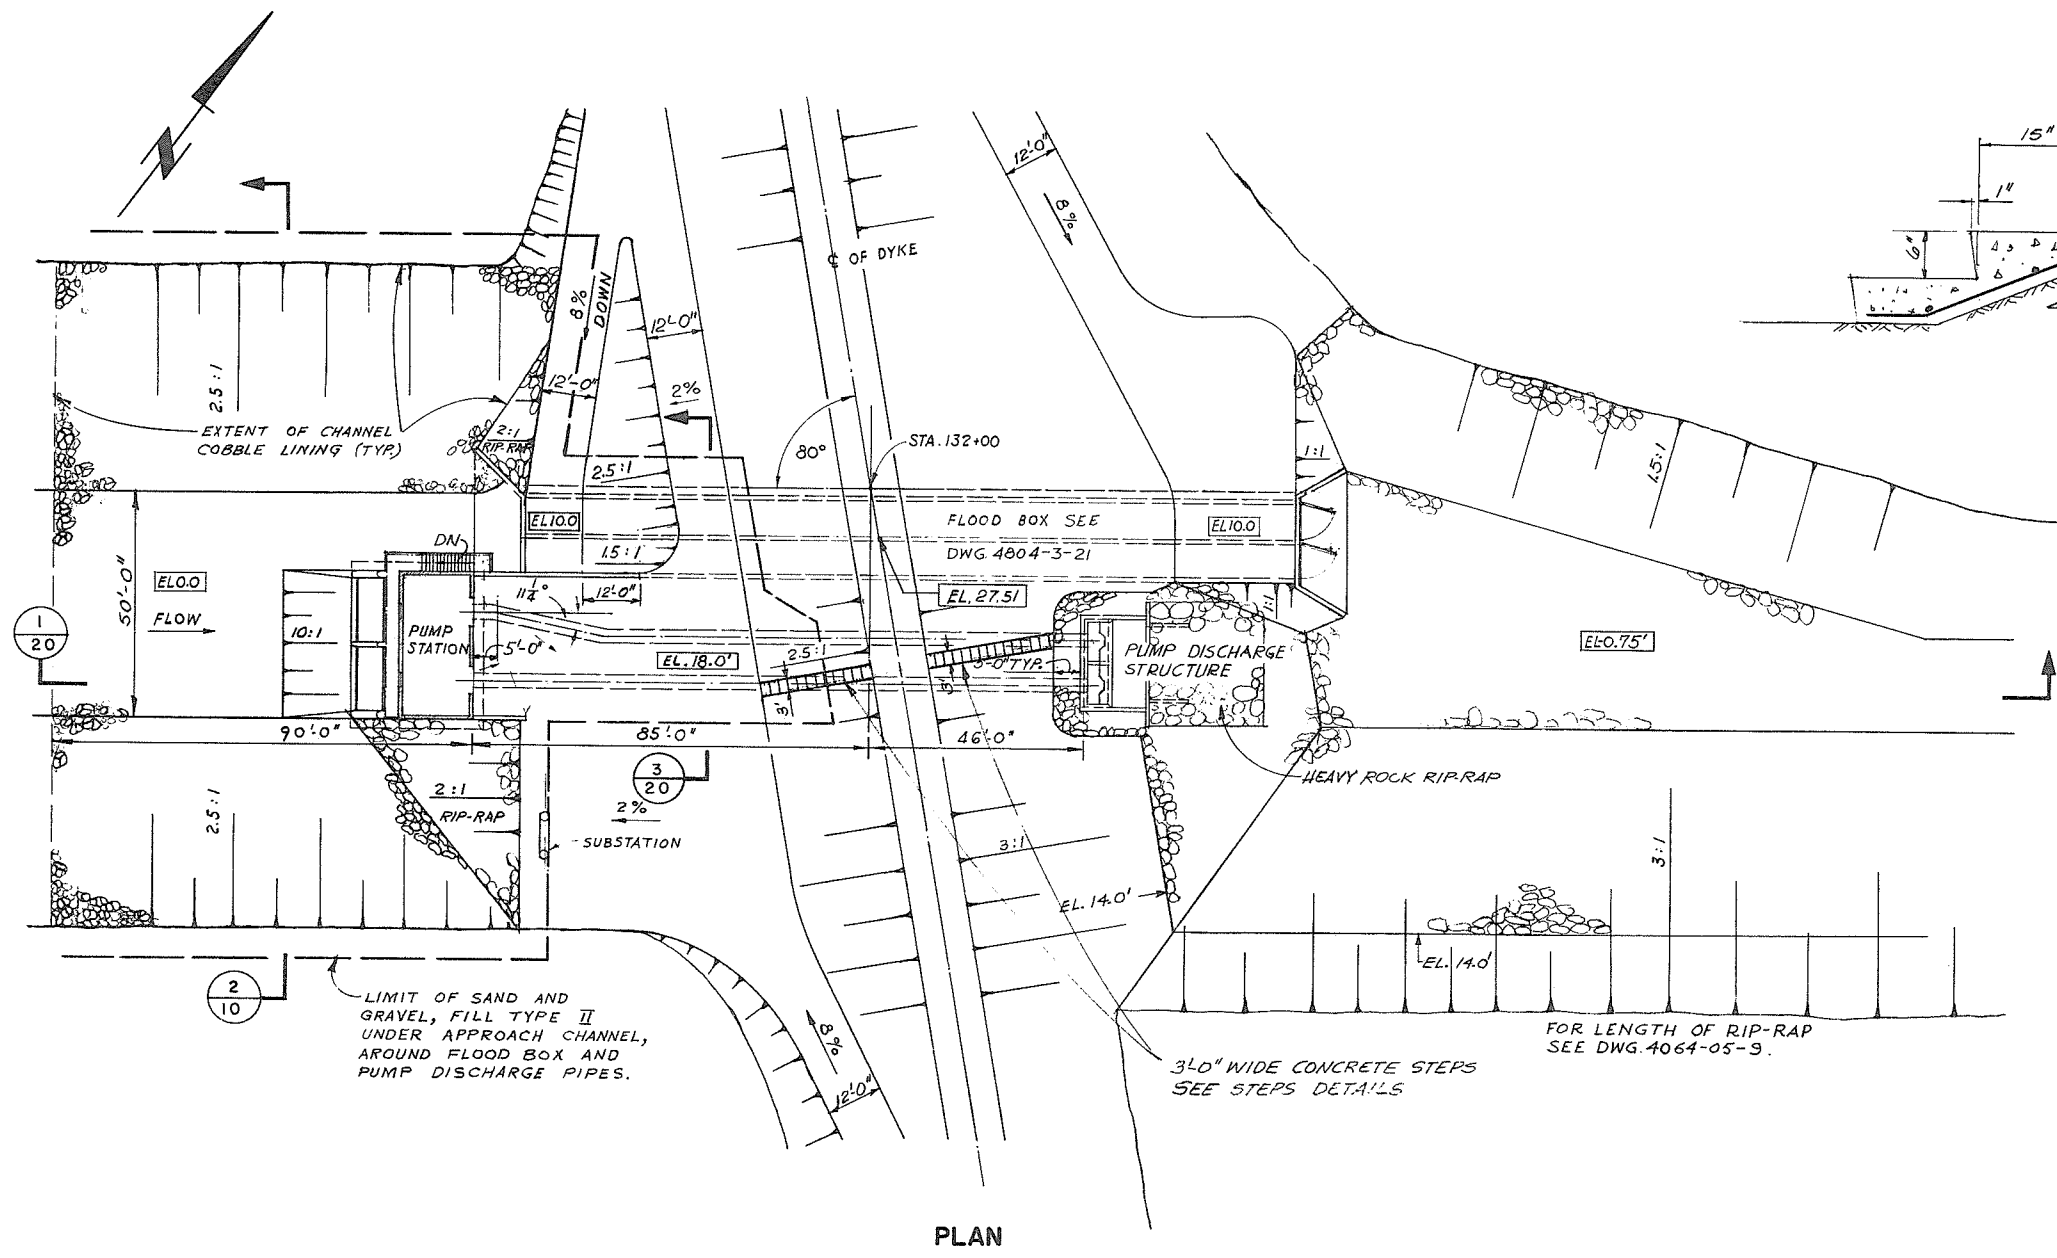 15"
1"
6"
12'-0"
8%
℄ OF DYKE
8%
DOWN
12'-0"
12'-0"
2%
2.5:1
EXTENT OF CHANNEL
COBBLE LINING (TYP.)
2:1
RIP-RAP
80°
STA. 132+00
1:1
1.5:1
2.5:1
EL 10.0
FLOOD BOX SEE
DWG. 4804-3-21
EL 10.0
DN
1.5:1
50'-0"
EL 0.0
FLOW
11¼°
12'-0"
EL. 27.51
1:1
1
20
10:1
PUMP
STATION
5'-0"
EL. 18.0'
2.5:1
3'
3'
5'-0" TYP.
PUMP DISCHARGE
STRUCTURE
EL-0.75'
90'-0"
85'-0"
46'-0"
3
20
HEAVY ROCK RIP-RAP
2.5:1
2:1
RIP-RAP
2%
SUBSTATION
3:1
3:1
EL. 14.0'
EL. 14.0'
2
10
LIMIT OF SAND AND
GRAVEL, FILL TYPE II
UNDER APPROACH CHANNEL,
AROUND FLOOD BOX AND
PUMP DISCHARGE PIPES.
8%
12'-0"
3'-0" WIDE CONCRETE STEPS
SEE STEPS DETAILS
FOR LENGTH OF RIP-RAP
SEE DWG. 4064-05-9.
PLAN